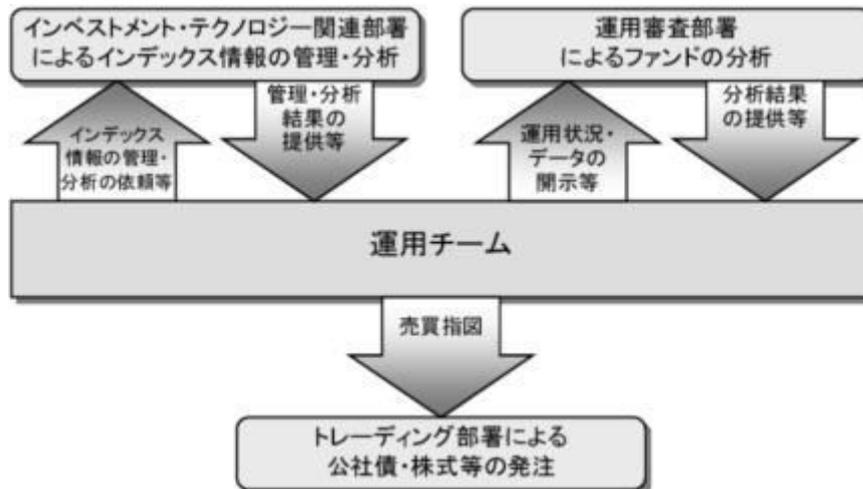 インベストメント・テクノロジー関連部署
によるインデックス情報の管理・分析
運用審査部署
によるファンドの分析
インデックス
情報の管理・
分析の依頼等
管理・分析
結果の
提供等
運用状況・
データの
開示等
分析結果
の提供等
運用チーム
売買指図
トレーディング部署による
公社債・株式等の発注